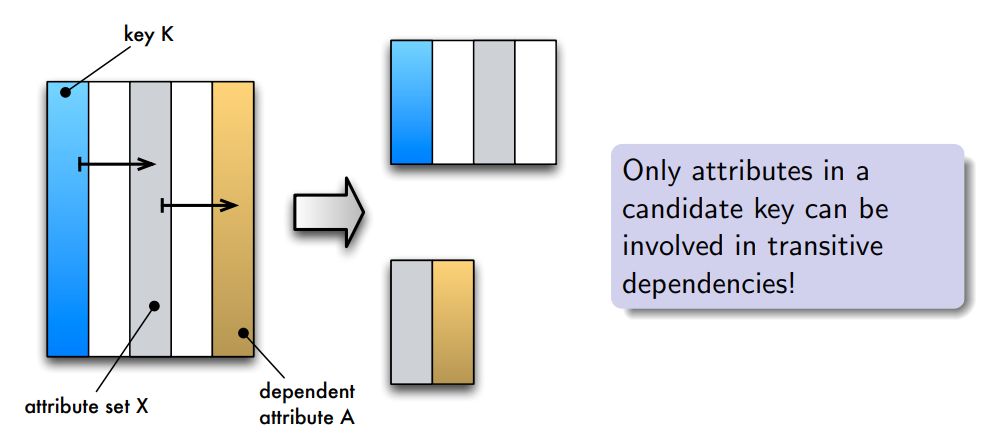 key K
attribute set X
dependent
attribute A
Only attributes in a
candidate key can be
involved in transitive
dependencies!